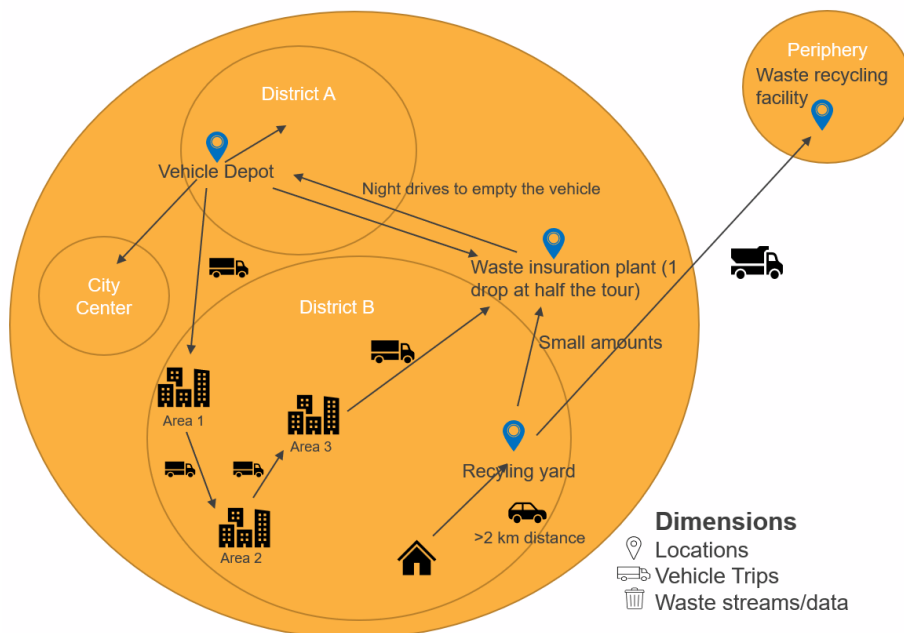 Periphery
Waste recycling
facility
District A
Vehicle Depot
Night drives to empty the vehicle
Waste insuration plant (1
drop at half the tour)
City
Center
District B
Small amounts
Area 1
Area 3
Recyling yard
Area 2
>2 km distance
Dimensions
Locations
Vehicle Trips
Waste streams/data